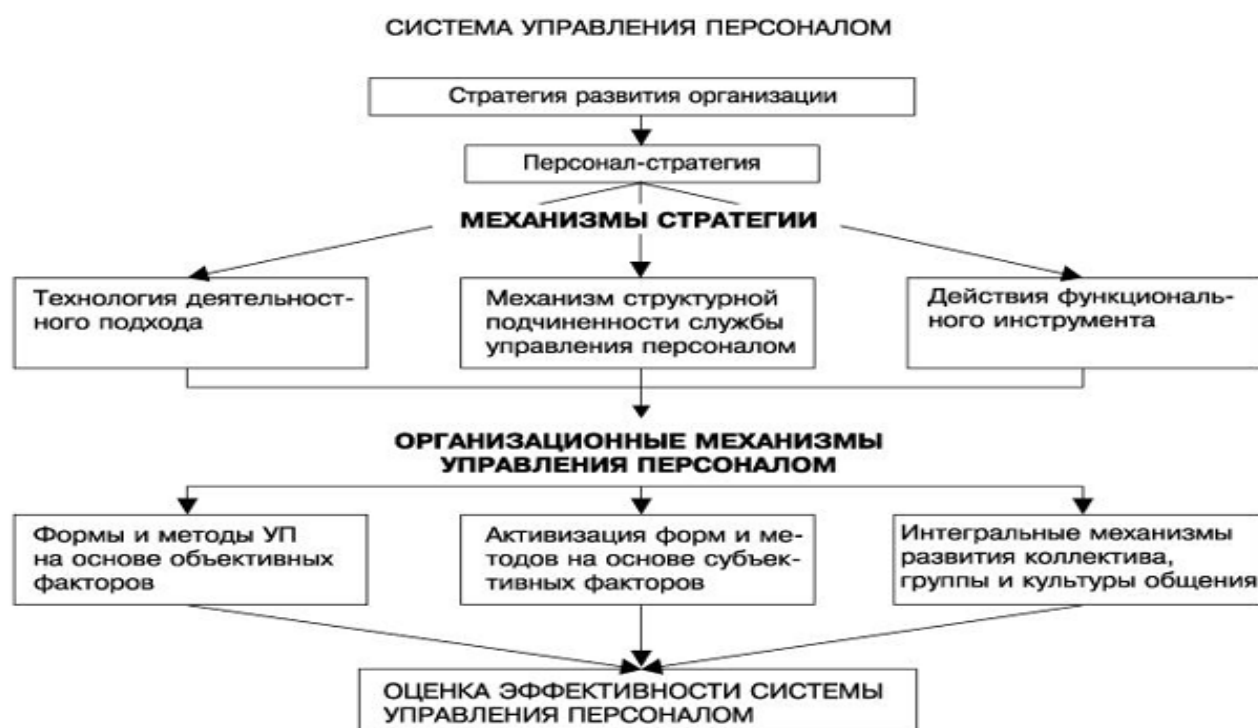 СИСТЕМА УПРАВЛЕНИЯ ПЕРСОНАЛОМ
Стратегия развития организации
Персонал-стратегия
МЕХАНИЗМЫ СТРАТЕГИИ
Технология деятельност-
ного подхода
Механизм структурной
подчиненности службы
управления персоналом
Действия функциональ-
ного инструмента
ОРГАНИЗАЦИОННЫЕ МЕХАНИЗМЫ
УПРАВЛЕНИЯ ПЕРСОНАЛОМ
Формы и методы УП
на основе объективных
факторов
Активизация форм и ме-
тодов на основе субъек-
тивных факторов
Интегральные механизмы
развития коллектива,
группы и культуры общения
ОЦЕНКА ЭФФЕКТИВНОСТИ СИСТЕМЫ
УПРАВЛЕНИЯ ПЕРСОНАЛОМ